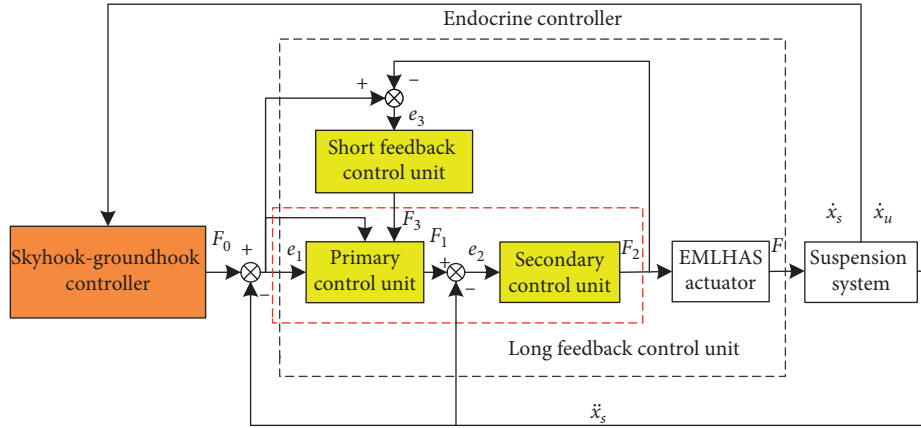 Endocrine controller
+
−
e3
Short feedback
control unit
ẋs
ẋu
F3
Skyhook-groundhook
controller
F0
+
−
e1
Primary
control unit
F1
+
−
e2
Secondary
control unit
F2
EMLHAS
actuator
F
Suspension
system
Long feedback control unit
ẍs